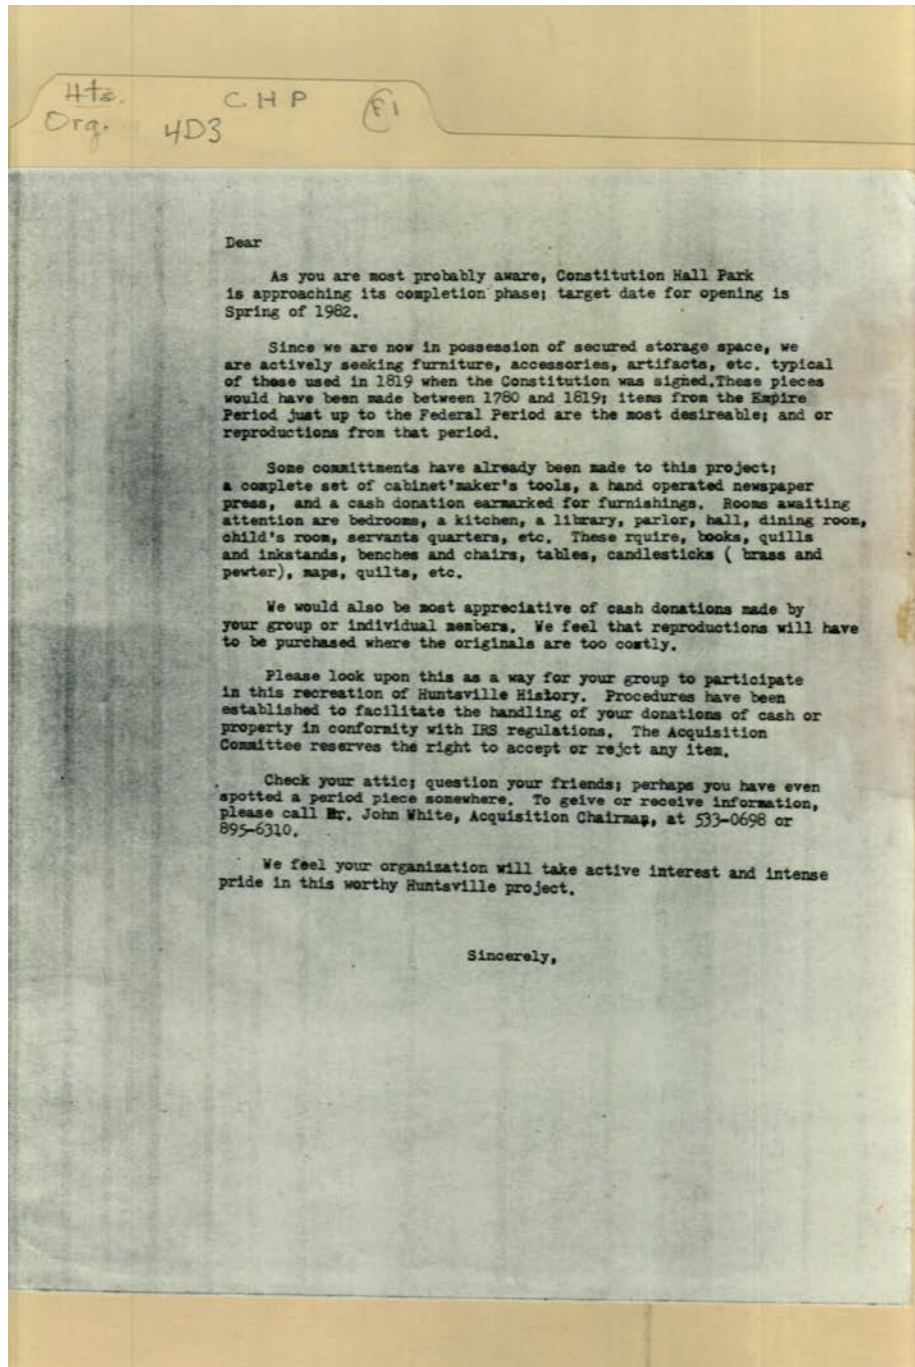 Hts. CHP F1
Org. 4D3
Dear
As you are most probably aware, Constitution Hall Park
is approaching its completion phase; target date for opening is
Spring of 1982.
Since we are now in possession of secured storage space, we
are actively seeking furniture, accessories, artifacts, etc. typical
of those used in 1819 when the Constitution was signed.These pieces
would have been made between 1780 and 1819; items from the Empire
Period just up to the Federal Period are the most desireable; and or
reproductions from that period.
Some committments have already been made to this project;
a complete set of cabinet'maker's tools, a hand operated newspaper
press, and a cash donation earmarked for furnishings. Rooms awaiting
attention are bedrooms, a kitchen, a library, parlor, hall, dining room,
child's room, servants quarters, etc. These rquire, books, quills
and inkstands, benches and chairs, tables, candlesticks ( brass and
pewter), maps, quilts, etc.
We would also be most appreciative of cash donations made by
your group or individual members. We feel that reproductions will have
to be purchased where the originals are too costly.
Please look upon this as a way for your group to participate
in this recreation of Huntsville History. Procedures have been
established to facilitate the handling of your donations of cash or
property in conformity with IRS regulations. The Acquisition
Committee reserves the right to accept or rejct any item.
Check your attic; question your friends; perhaps you have even
spotted a period piece somewhere. To geive or receive information,
please call Mr. John White, Acquisition Chairman, at 533-0698 or
895-6310.
We feel your organization will take active interest and intense
pride in this worthy Huntsville project.
Sincerely,